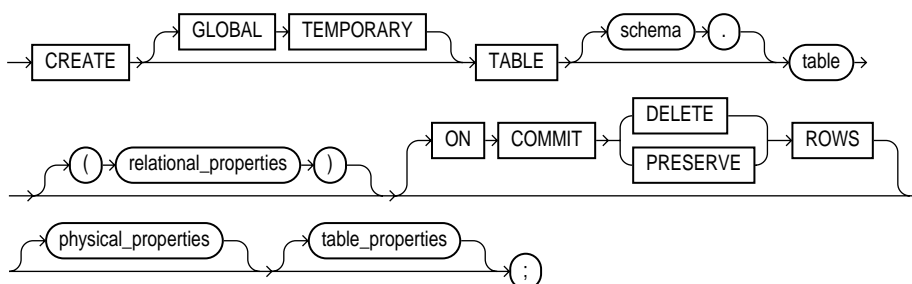 GLOBAL TEMPORARY schema .
CREATE TABLE table
DELETE
ON COMMIT ROWS
( relational_properties ) PRESERVE
physical_properties table_properties
;